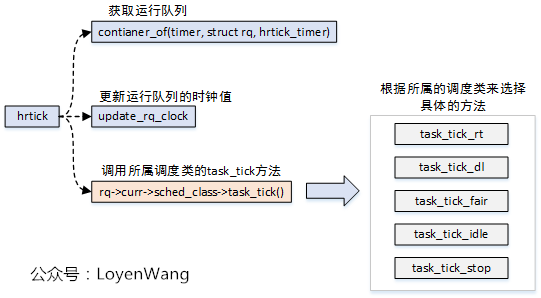 获取运行队列
contianer_of(timer, struct rq, hrtick_timer)
更新运行队列的时钟值
hrtick
update_rq_clock
调用所属调度类的task_tick方法
rq->curr->sched_class->task_tick()
根据所属的调度类来选择
具体的方法
task_tick_rt
task_tick_dl
task_tick_fair
task_tick_idle
task_tick_stop
公众号：LoyenWang